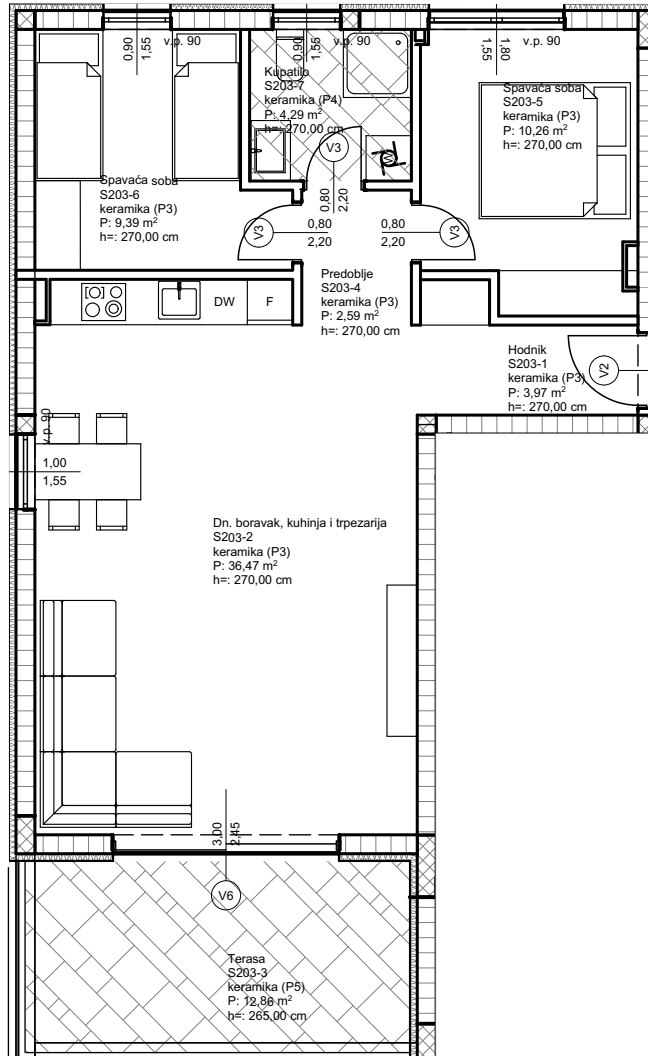 0,90
1,55
v.p. 90
0,90
1,55
v.p. 90
1,80
1,55
v.p. 90
Kupatilo
S203-7
keramika (P4)
P: 4,29 m²
h=: 270,00 cm
Spavaća soba
S203-5
keramika (P3)
P: 10,26 m²
h=: 270,00 cm
V3
W
0,80
2,20
Spavaća soba
S203-6
keramika (P3)
P: 9,39 m²
h=: 270,00 cm
V3
0,80
2,20
0,80
2,20
V3
Predoblje
S203-4
keramika (P3)
P: 2,59 m²
h=: 270,00 cm
DW
F
Hodnik
S203-1
keramika (P3)
P: 3,97 m²
h=: 270,00 cm
V2
v.p. 90
1,00
1,55
Dn. boravak, kuhinja i trpezarija
S203-2
keramika (P3)
P: 36,47 m²
h=: 270,00 cm
3,00
2,45
V6
Terasa
S203-3
keramika (P5)
P: 12,86 m²
h=: 265,00 cm